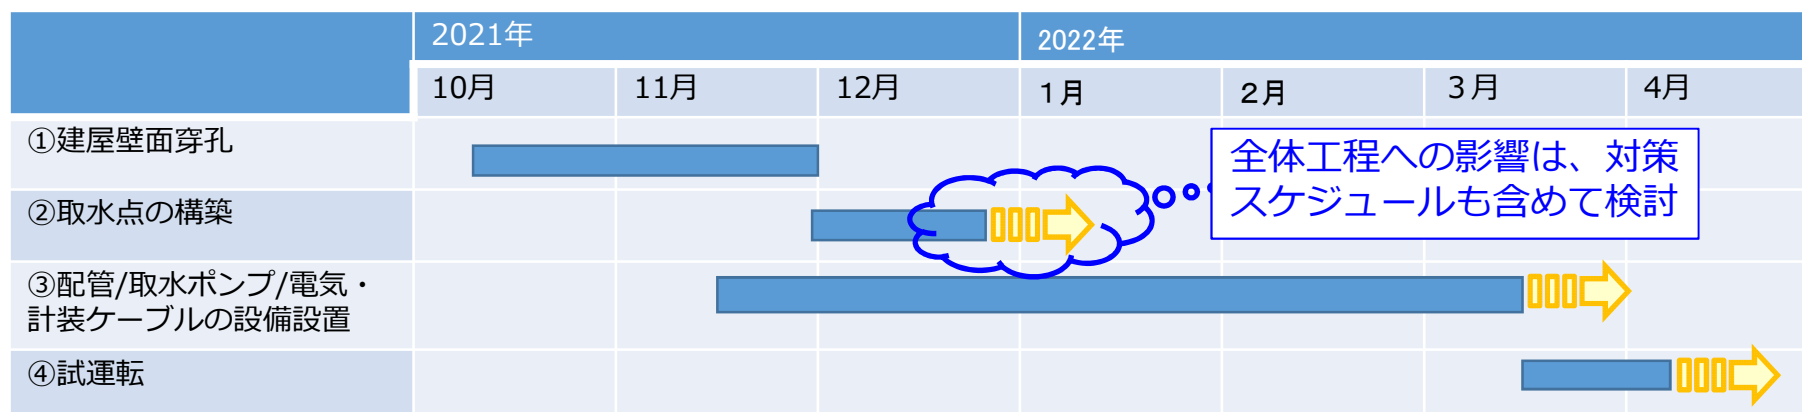 2021年
2022年
10月
11月
12月
１月
２月
３月
4月
①建屋壁面穿孔
全体工程への影響は、対策
スケジュールも含めて検討
②取水点の構築
③配管/取水ポンプ/電気・
計装ケーブルの設備設置
④試運転